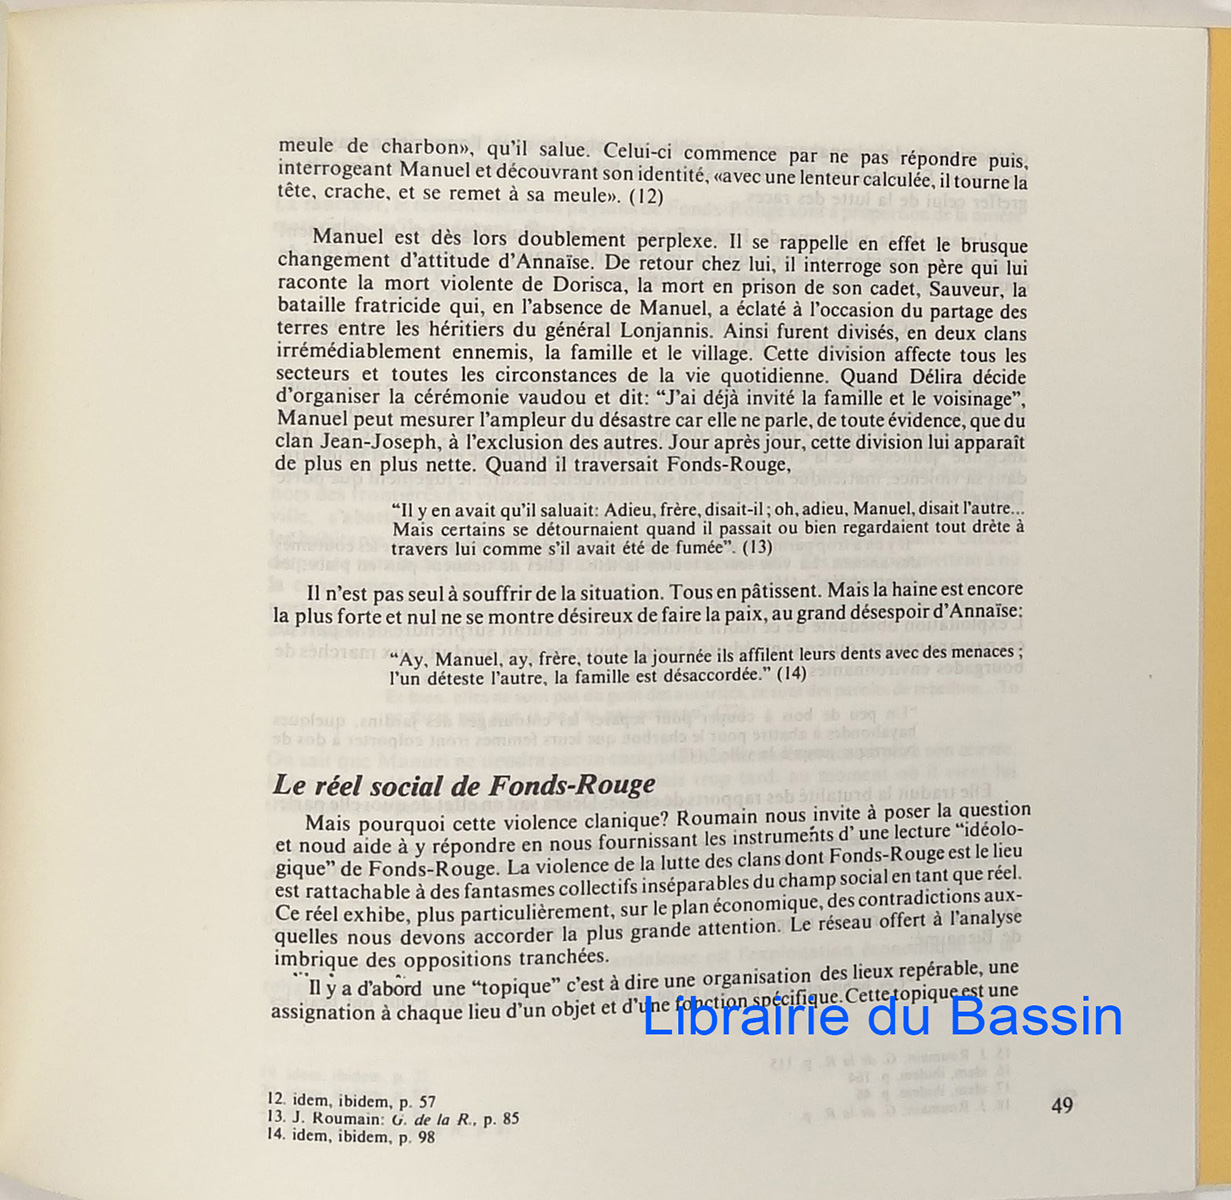 meule de charbon», qu'il salue. Celui-ci commence par ne pas répondre puis,
interrogeant Manuel et découvrant son identité, «avec une lenteur calculée, il tourne la
tête, crache, et se remet à sa meule». (12)
Manuel est dès lors doublement perplexe. Il se rappelle en effet le brusque
changement d'attitude d'Annaïse. De retour chez lui, il interroge son père qui lui
raconte la mort violente de Dorisca, la mort en prison de son cadet, Sauveur, la
bataille fratricide qui, en l'absence de Manuel, a éclaté à l'occasion du partage des
terres entre les héritiers du général Lonjannis. Ainsi furent divisés, en deux clans
irrémédiablement ennemis, la famille et le village. Cette division affecte tous les
secteurs et toutes les circonstances de la vie quotidienne. Quand Délira décide
d'organiser la cérémonie vaudou et dit: “J'ai déjà invité la famille et le voisinage”,
Manuel peut mesurer l'ampleur du désastre car elle ne parle, de toute évidence, que du
clan Jean-Joseph, à l'exclusion des autres. Jour après jour, cette division lui apparaît
de plus en plus nette. Quand il traversait Fonds-Rouge,
“Il y en avait qu'il saluait: Adieu, frère, disait-il ; oh, adieu, Manuel, disait l'autre...
Mais certains se détournaient quand il passait ou bien regardaient tout drète à
travers lui comme s'il avait été de fumée”. (13)
Il n'est pas seul à souffrir de la situation. Tous en pâtissent. Mais la haine est encore
la plus forte et nul ne se montre désireux de faire la paix, au grand désespoir d'Annaïse:
“Ay, Manuel, ay, frère, toute la journée ils affilent leurs dents avec des menaces ;
l'un déteste l'autre, la famille est désaccordée.” (14)
Le réel social de Fonds-Rouge
Mais pourquoi cette violence clanique? Roumain nous invite à poser la question
et noud aide à y répondre en nous fournissant les instruments d' une lecture “idéolo-
gique” de Fonds-Rouge. La violence de la lutte des clans dont Fonds-Rouge est le lieu
est rattachable à des fantasmes collectifs inséparables du champ social en tant que réel.
Ce réel exhibe, plus particulièrement, sur le plan économique, des contradictions aux-
quelles nous devons accorder la plus grande attention. Le réseau offert à l'analyse
imbrique des oppositions tranchées.
Il y a d'abord une “topique” c'est à dire une organisation des lieux repérable, une
assignation à chaque lieu d'un objet et d'une fonction spécifique. Cette topique est une
Librairie du Bassin
12. idem, ibidem, p. 57
13. J. Roumain: G. de la R., p. 85
14. idem, ibidem, p. 98
49